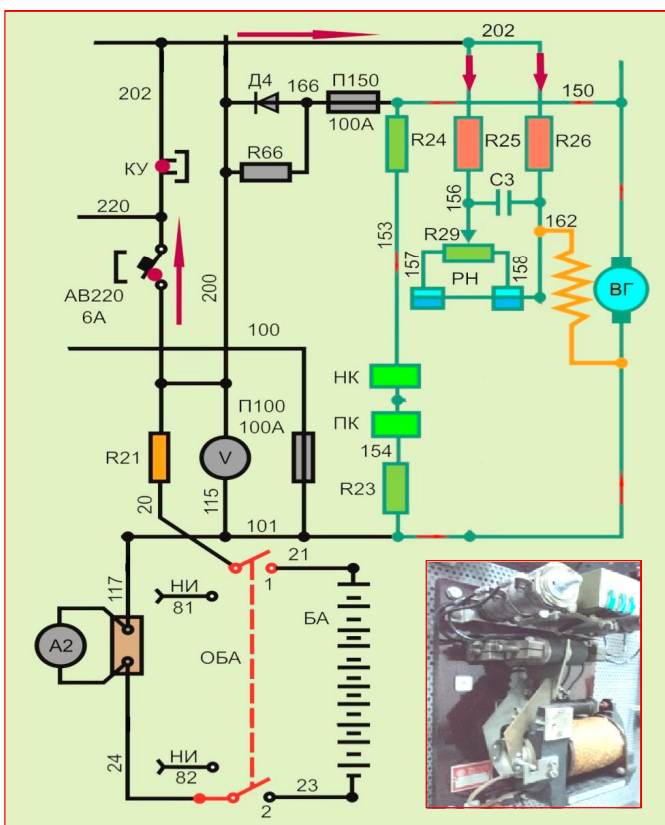 202
202
Д4
166
П150
150
100А
R24
R25
R26
R66
КУ
С3
156
220
162
153
R29
157
РН
158
ВГ
АВ220
6А
200
100
НК
П100
100А
ПК
R21
V
154
R23
20
115
101
21
117
НИ
81
1
БА
А2
ОБА
24
НИ
82
23
2